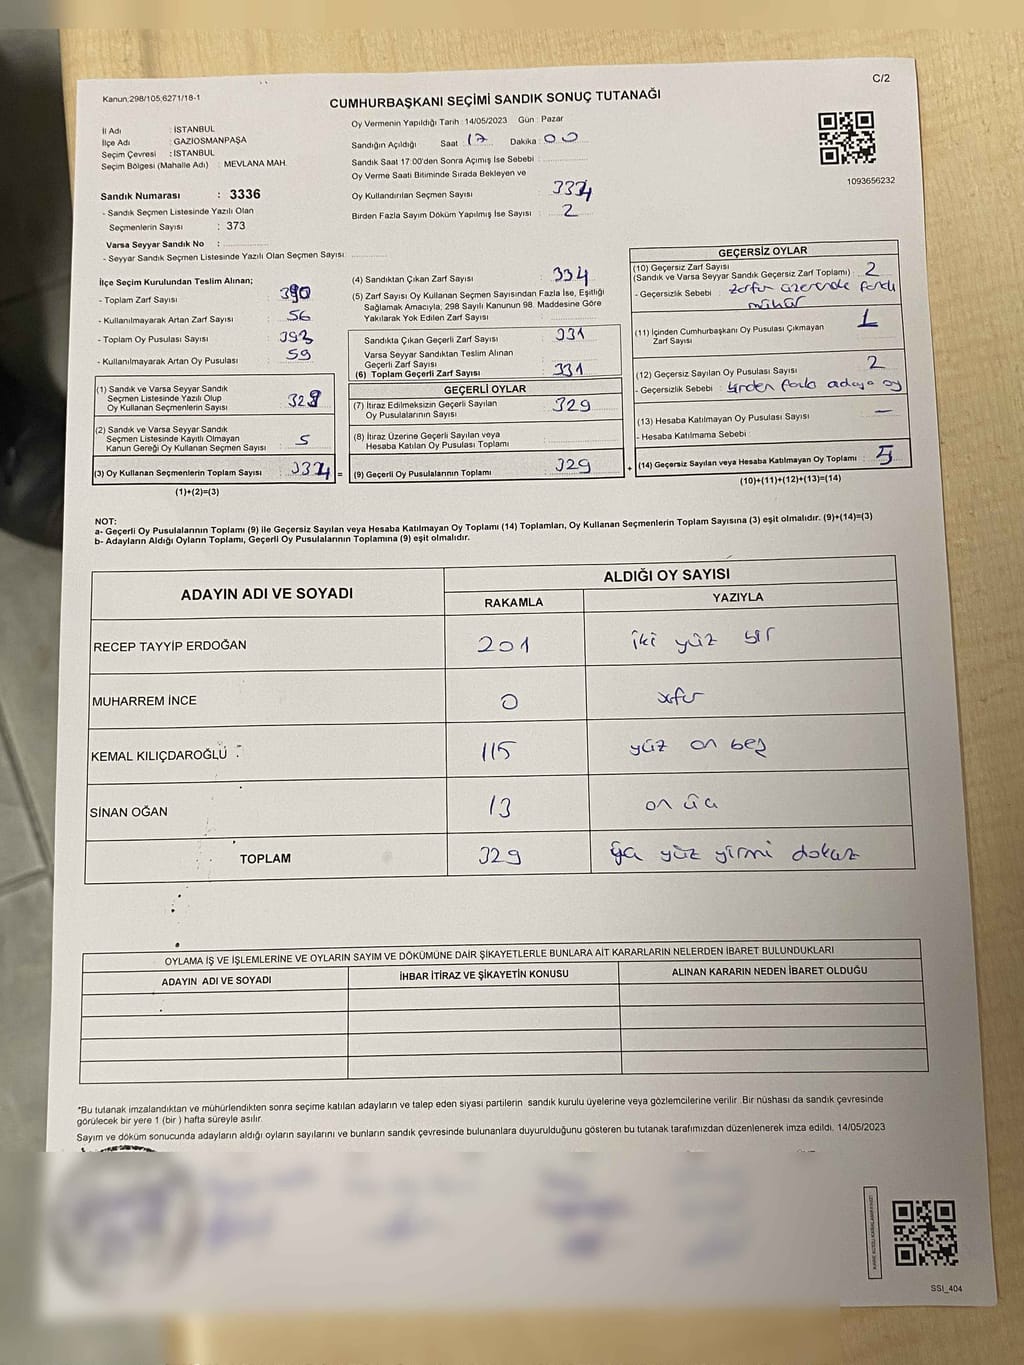 C/2
Kanun;298/105;6271/18-1
CUMHURBAŞKANI SEÇİMİ SANDIK SONUÇ TUTANAĞI
İl Adı : İSTANBUL
İlçe Adı : GAZİOSMANPAŞA
Seçim Çevresi : İSTANBUL
Seçim Bölgesi (Mahalle Adı) : MEVLANA MAH.
Sandık Numarası : 3336
- Sandık Seçmen Listesinde Yazılı Olan
Seçmenlerin Sayısı : 373
Varsa Seyyar Sandık No :
- Seyyar Sandık Seçmen Listesinde Yazılı Olan Seçmen Sayısı:
Oy Vermenin Yapıldığı Tarih :14/05/2023 Gün : Pazar
Sandığın Açıldığı Saat : 17 Dakika : 00
Sandık Saat 17:00'den Sonra Açımış İse Sebebi :
Oy Verme Saati Bitiminde Sırada Bekleyen ve
Oy Kullandırılan Seçmen Sayısı : 334
Birden Fazla Sayım Döküm Yapılmış İse Sayısı : 2
1093656232
İlçe Seçim Kurulundan Teslim Alınan;
- Toplam Zarf Sayısı : 390
- Kullanılmayarak Artan Zarf Sayısı : 56
- Toplam Oy Pusulası Sayısı : 393
- Kullanılmayarak Artan Oy Pusulası : 59
(1) Sandık ve Varsa Seyyar Sandık
Seçmen Listesinde Yazılı Olup
Oy Kullanan Seçmenlerin Sayısı : 329
(2) Sandık ve Varsa Seyyar Sandık
Seçmen Listesinde Kayıtlı Olmayan
Kanun Gereği Oy Kullanan Seçmen Sayısı : 5
(3) Oy Kullanan Seçmenlerin Toplam Sayısı : 334 =
(1)+(2)=(3)
(4) Sandıktan Çıkan Zarf Sayısı : 334
(5) Zarf Sayısı Oy Kullanan Seçmen Sayısından Fazla İse, Eşitliği
Sağlamak Amacıyla; 298 Sayılı Kanunun 98. Maddesine Göre
Yakılarak Yok Edilen Zarf Sayısı :
Sandıkta Çıkan Geçerli Zarf Sayısı : 331
Varsa Seyyar Sandıktan Teslim Alınan
Geçerli Zarf Sayısı :
(6) Toplam Geçerli Zarf Sayısı : 331
GEÇERLİ OYLAR
(7) İtiraz Edilmeksizin Geçerli Sayılan
Oy Pusulalarının Sayısı : 329
(8) İtiraz Üzerine Geçerli Sayılan veya
Hesaba Katılan Oy Pusulası Toplamı :
(9) Geçerli Oy Pusulalarının Toplamı : 329 +
GEÇERSİZ OYLAR
(10) Geçersiz Zarf Sayısı
(Sandık ve Varsa Seyyar Sandık Geçersiz Zarf Toplamı) : 2
- Geçersizlik Sebebi : zarfın üzerinde farklı
mühür
(11) İçinden Cumhurbaşkanı Oy Pusulası Çıkmayan
Zarf Sayısı : 1
(12) Geçersiz Sayılan Oy Pusulası Sayısı : 2
- Geçersizlik Sebebi : birden fazla adaya oy
(13) Hesaba Katılmayan Oy Pusulası Sayısı : —
- Hesaba Katılmama Sebebi :
(14) Geçersiz Sayılan veya Hesaba Katılmayan Oy Toplamı : 5
(10)+(11)+(12)+(13)=(14)
NOT:
a- Geçerli Oy Pusulalarının Toplamı (9) ile Geçersiz Sayılan veya Hesaba Katılmayan Oy Toplamı (14) Toplamları, Oy Kullanan Seçmenlerin Toplam Sayısına (3) eşit olmalıdır. (9)+(14)=(3)
b- Adayların Aldığı Oyların Toplamı, Geçerli Oy Pusulalarının Toplamına (9) eşit olmalıdır.
ADAYIN ADI VE SOYADI ALDIĞI OY SAYISI
RAKAMLA YAZIYLA
RECEP TAYYİP ERDOĞAN 201 iki yüz bir
MUHARREM İNCE 0 sıfır
KEMAL KILIÇDAROĞLU 115 yüz on beş
SİNAN OĞAN 13 on üç
TOPLAM 329 üç yüz yirmi dokuz
OYLAMA İŞ VE İŞLEMLERİNE VE OYLARIN SAYIM VE DÖKÜMÜNE DAİR ŞİKAYETLERLE BUNLARA AİT KARARLARIN NELERDEN İBARET BULUNDUKLARI
ADAYIN ADI VE SOYADI İHBAR İTİRAZ VE ŞİKAYETİN KONUSU ALINAN KARARIN NEDEN İBARET OLDUĞU
*Bu tutanak imzalandıktan ve mühürlendikten sonra seçime katılan adayların ve talep eden siyasi partilerin sandık kurulu üyelerine veya gözlemcilerine verilir. Bir nüshası da sandık çevresinde
görülecek bir yere 1 (bir ) hafta süreyle asılır.
Sayım ve döküm sonucunda adayların aldığı oyların sayılarını ve bunların sandık çevresinde bulunanlara duyurulduğunu gösteren bu tutanak tarafımızdan düzenlenerek imza edildi. 14/05/2023
SSI_404